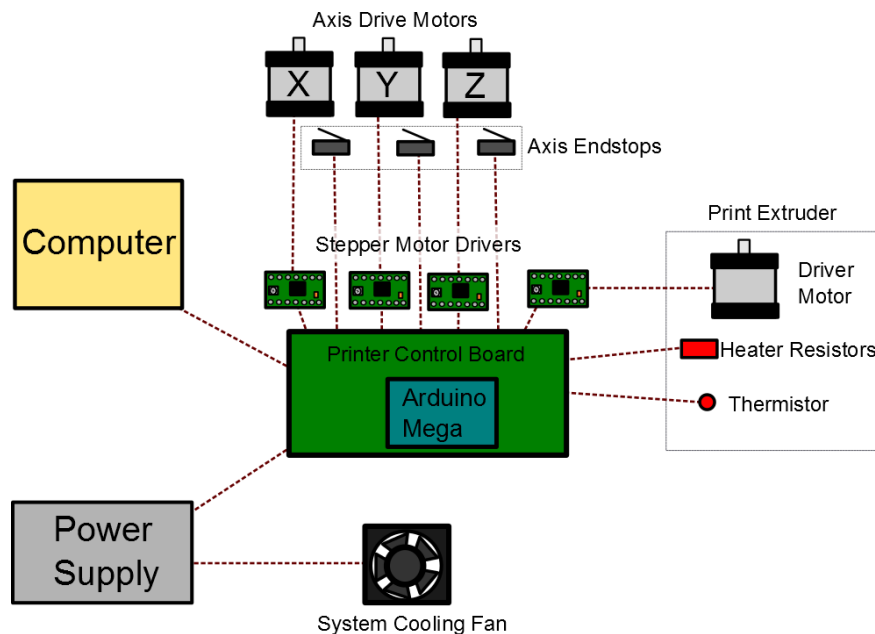 Axis Drive Motors
X
Y
Z
Axis Endstops
Computer
Stepper Motor Drivers
Print Extruder
Driver
Motor
Printer Control Board
Heater Resistors
Arduino
Mega
Thermistor
Power
Supply
System Cooling Fan